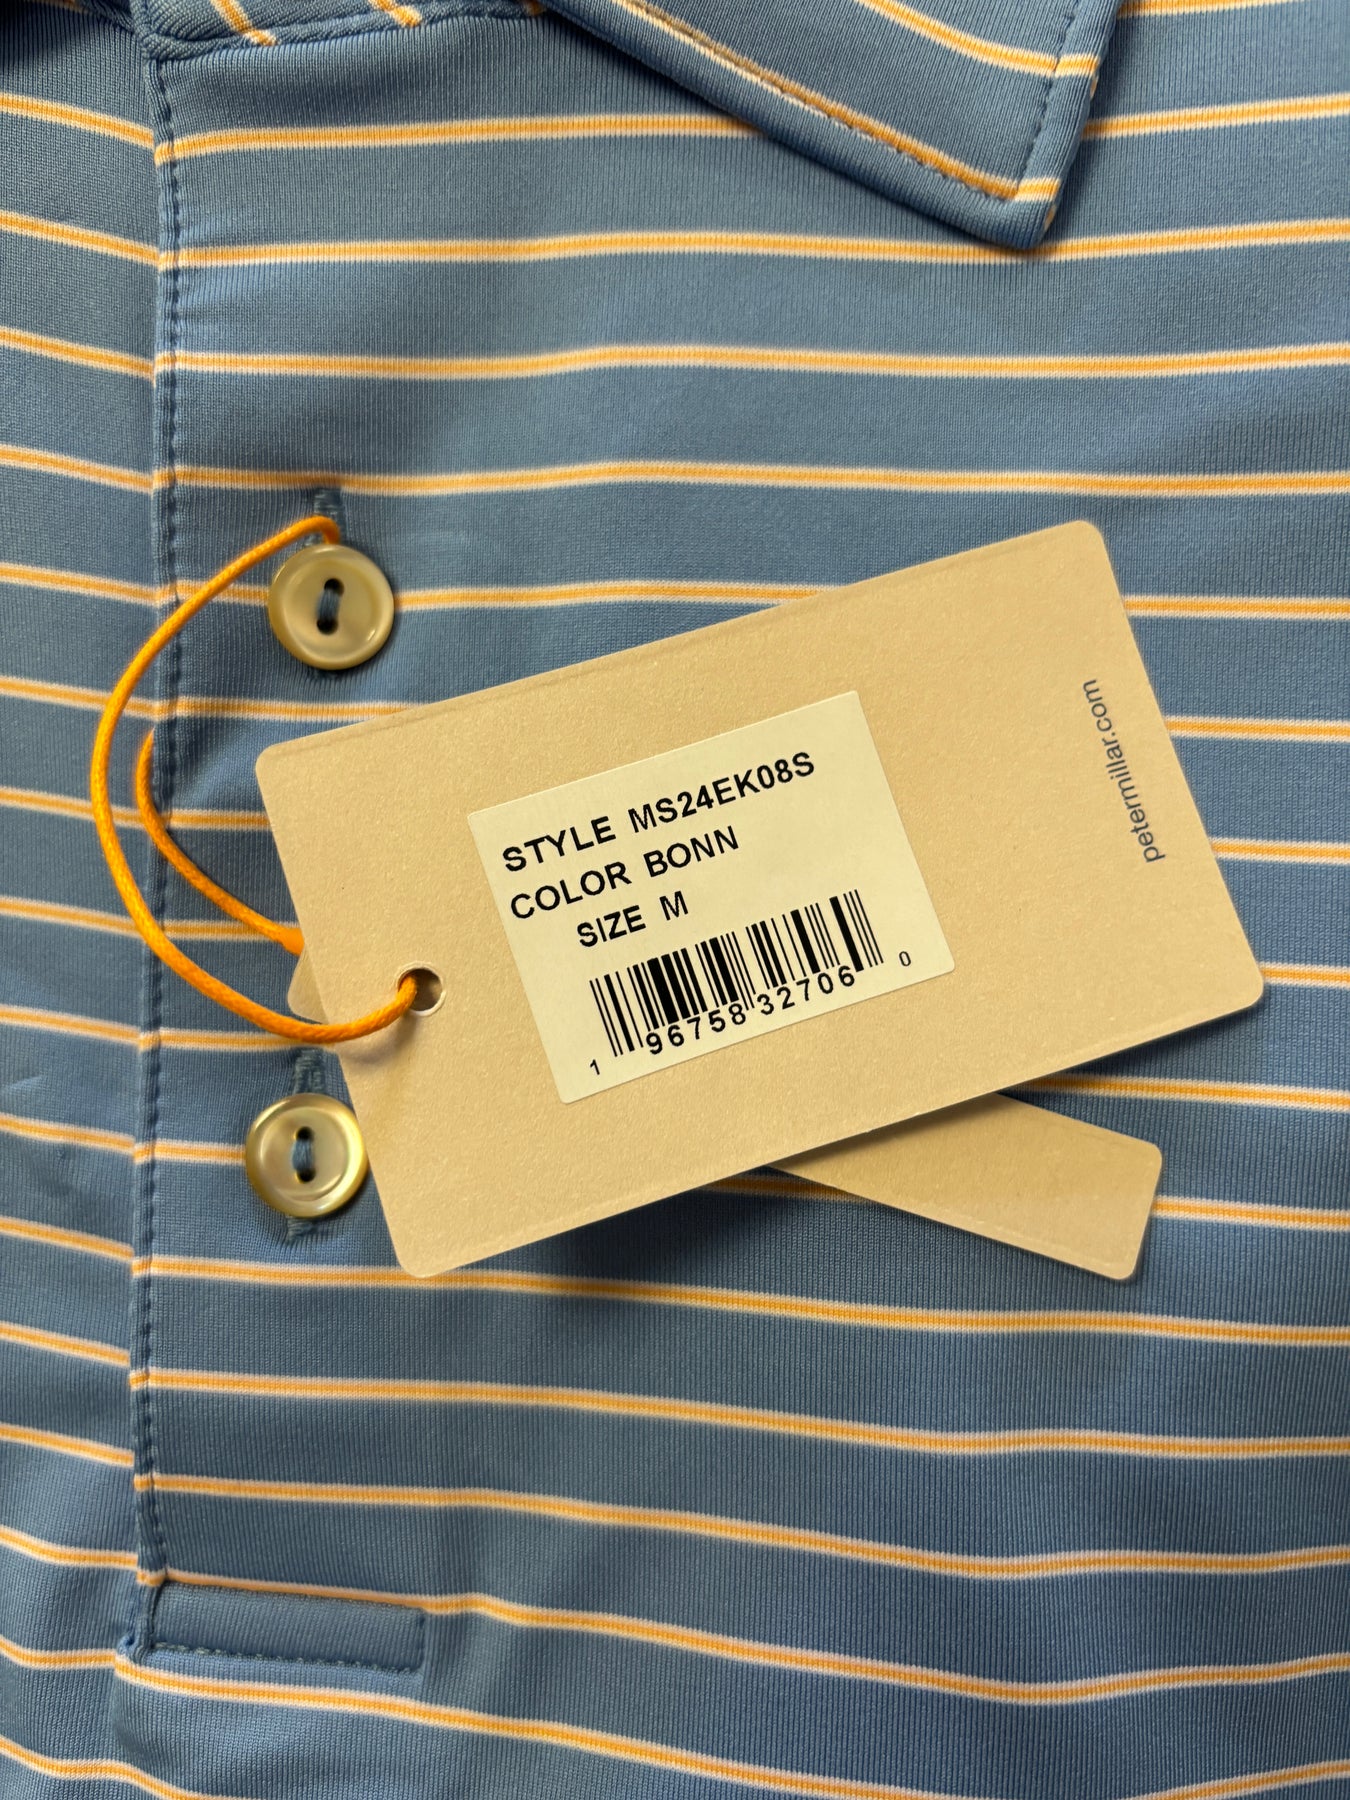 STYLE MS24EK08S
COLOR BONN
SIZE M
1 96758 32706 0
petermillar.com